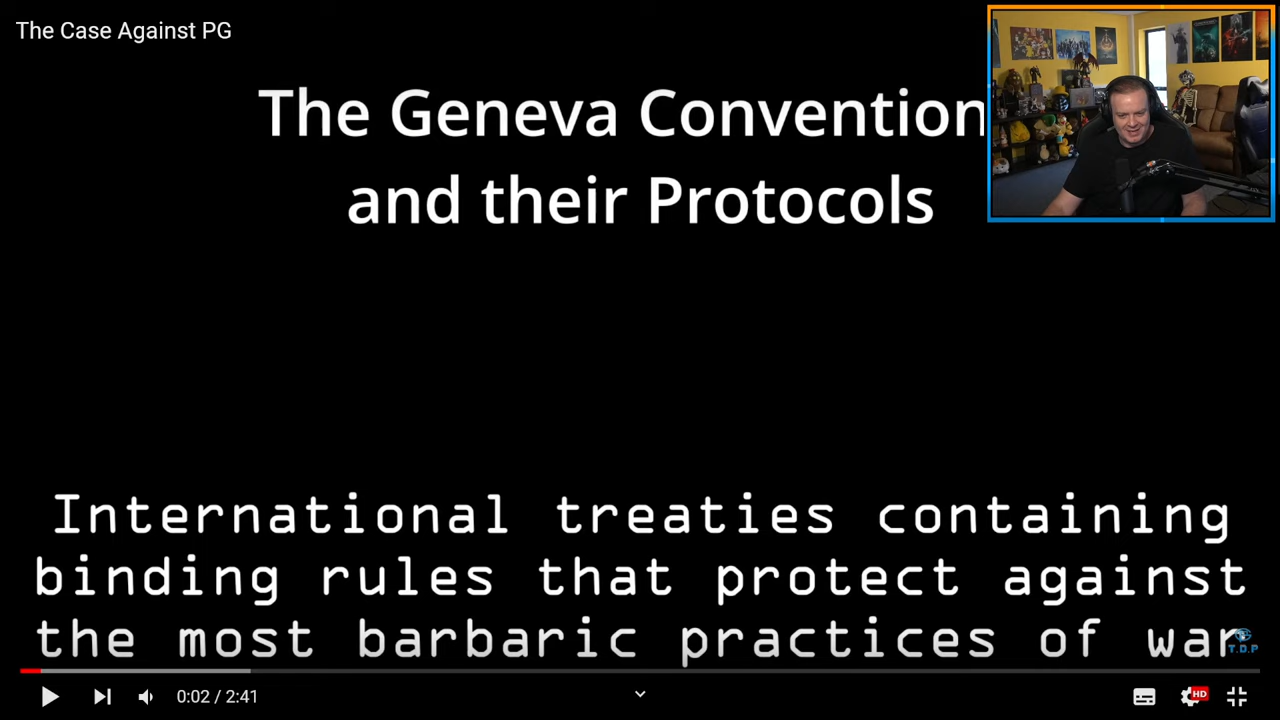 The Case Against PG
The Geneva Convention
and their Protocols
International treaties containing
binding rules that protect against
the most barbaric practices of war
T.D.P
0:02 / 2:41
HD